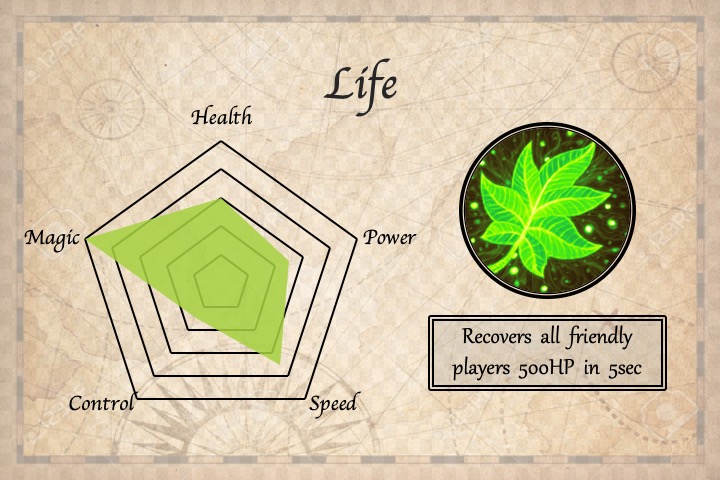 Life
Health
Magic
Power
Control
Speed
Recovers all friendly
players 500HP in 5sec